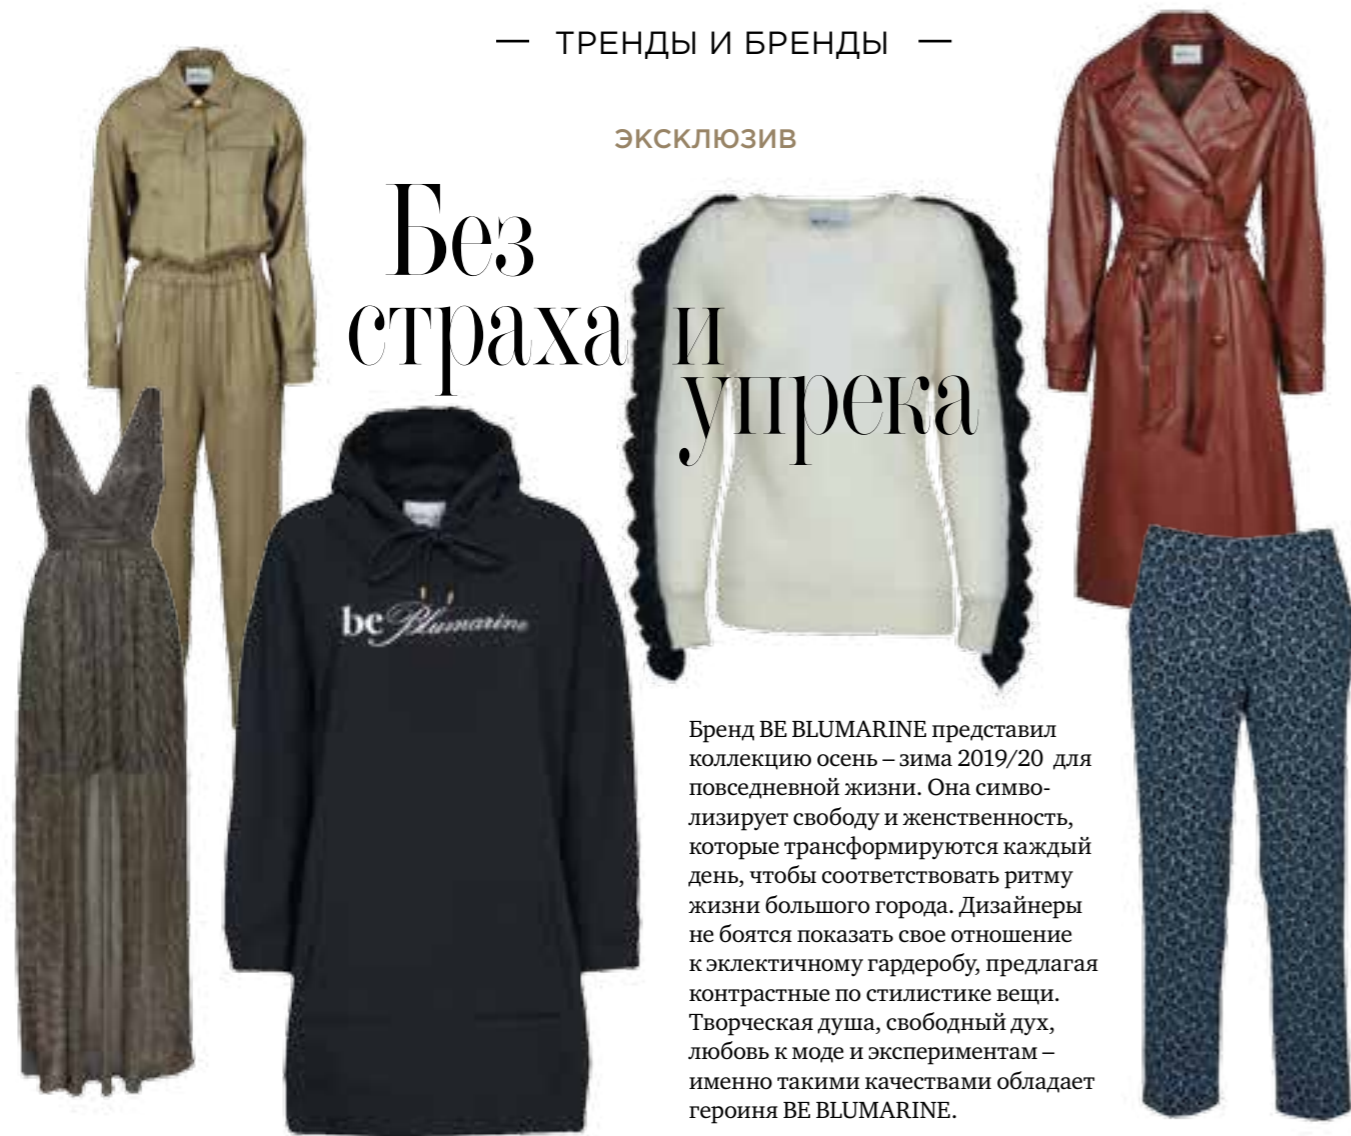 ТРЕНДЫ И БРЕНДЫ
ЭКСКЛЮЗИВ
Без
страха и
упрека
be Blumarine
Бренд BE BLUMARINE представил
коллекцию осень – зима 2019/20 для
повседневной жизни. Она симво-
лизирует свободу и женственность,
которые трансформируются каждый
день, чтобы соответствовать ритму
жизни большого города. Дизайнеры
не боятся показать свое отношение
к эклектичному гардеробу, предлагая
контрастные по стилистике вещи.
Творческая душа, свободный дух,
любовь к моде и экспериментам –
именно такими качествами обладает
героиня BE BLUMARINE.